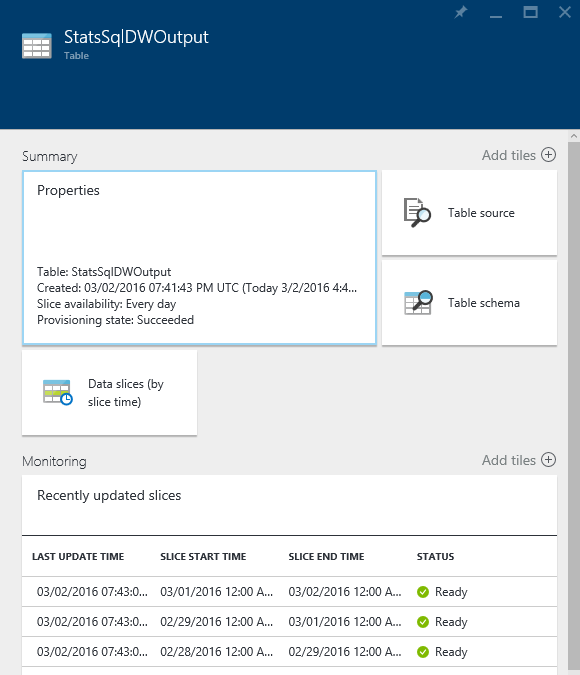 StatsSqlDWOutput
Table
Summary
Add tiles
Properties
Table: StatsSqlDWOutput
Created: 03/02/2016 07:41:43 PM UTC (Today 3/2/2016 4:4...
Slice availability: Every day
Provisioning state: Succeeded
Table source
Table schema
Data slices (by
slice time)
Monitoring
Add tiles
Recently updated slices
LAST UPDATE TIME SLICE START TIME SLICE END TIME STATUS
03/02/2016 07:43:0... 03/01/2016 12:00 A... 03/02/2016 12:00 A... Ready
03/02/2016 07:43:0... 02/29/2016 12:00 A... 03/01/2016 12:00 A... Ready
03/02/2016 07:43:0... 02/28/2016 12:00 A... 02/29/2016 12:00 A... Ready